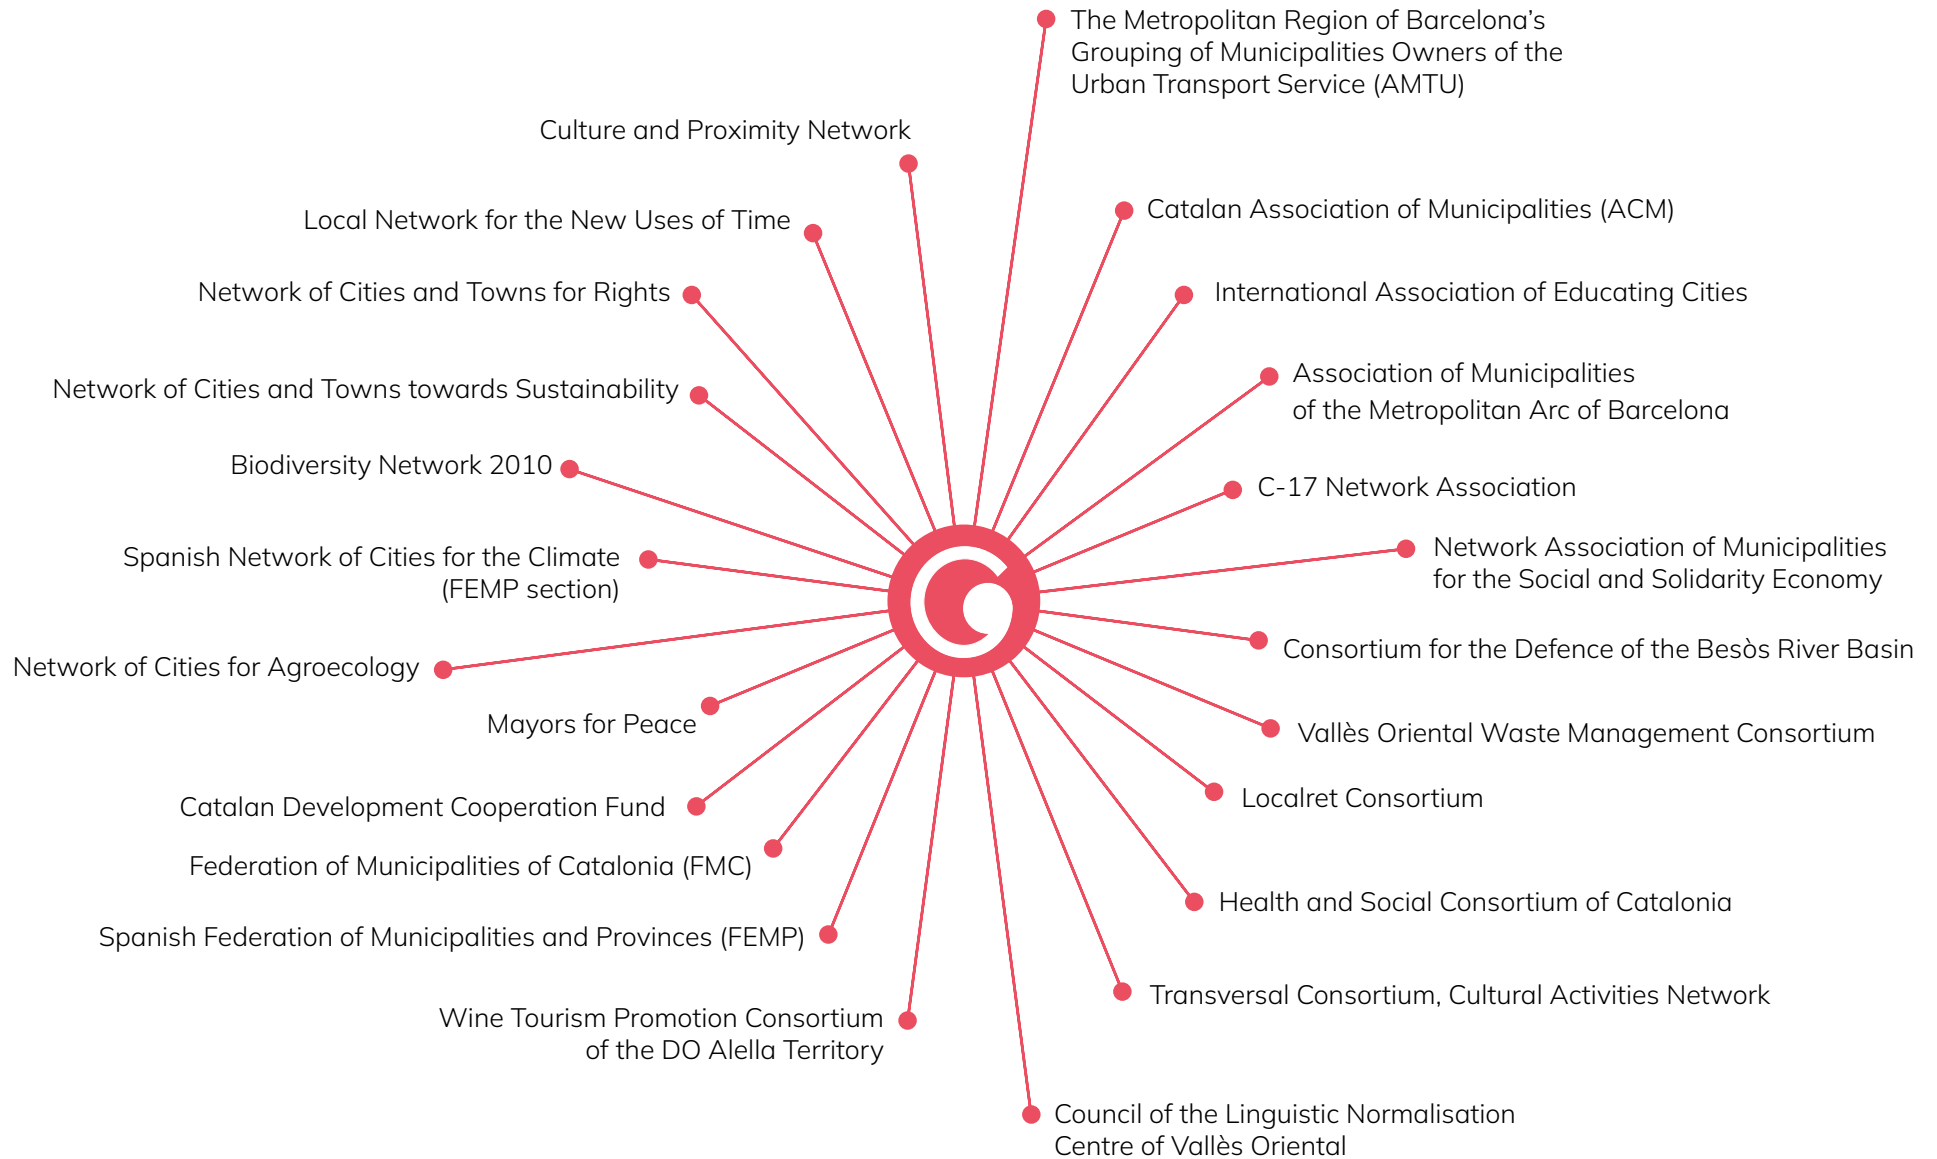 The Metropolitan Region of Barcelona’s
Grouping of Municipalities Owners of the
Urban Transport Service (AMTU)
Catalan Association of Municipalities (ACM)
International Association of Educating Cities
Association of Municipalities
of the Metropolitan Arc of Barcelona
C-17 Network Association
Network Association of Municipalities
for the Social and Solidarity Economy
Consortium for the Defence of the Besòs River Basin
Vallès Oriental Waste Management Consortium
Localret Consortium
Health and Social Consortium of Catalonia
Transversal Consortium, Cultural Activities Network
Council of the Linguistic Normalisation
Centre of Vallès Oriental
Wine Tourism Promotion Consortium
of the DO Alella Territory
Spanish Federation of Municipalities and Provinces (FEMP)
Federation of Municipalities of Catalonia (FMC)
Catalan Development Cooperation Fund
Mayors for Peace
Network of Cities for Agroecology
Spanish Network of Cities for the Climate
(FEMP section)
Biodiversity Network 2010
Network of Cities and Towns towards Sustainability
Network of Cities and Towns for Rights
Local Network for the New Uses of Time
Culture and Proximity Network